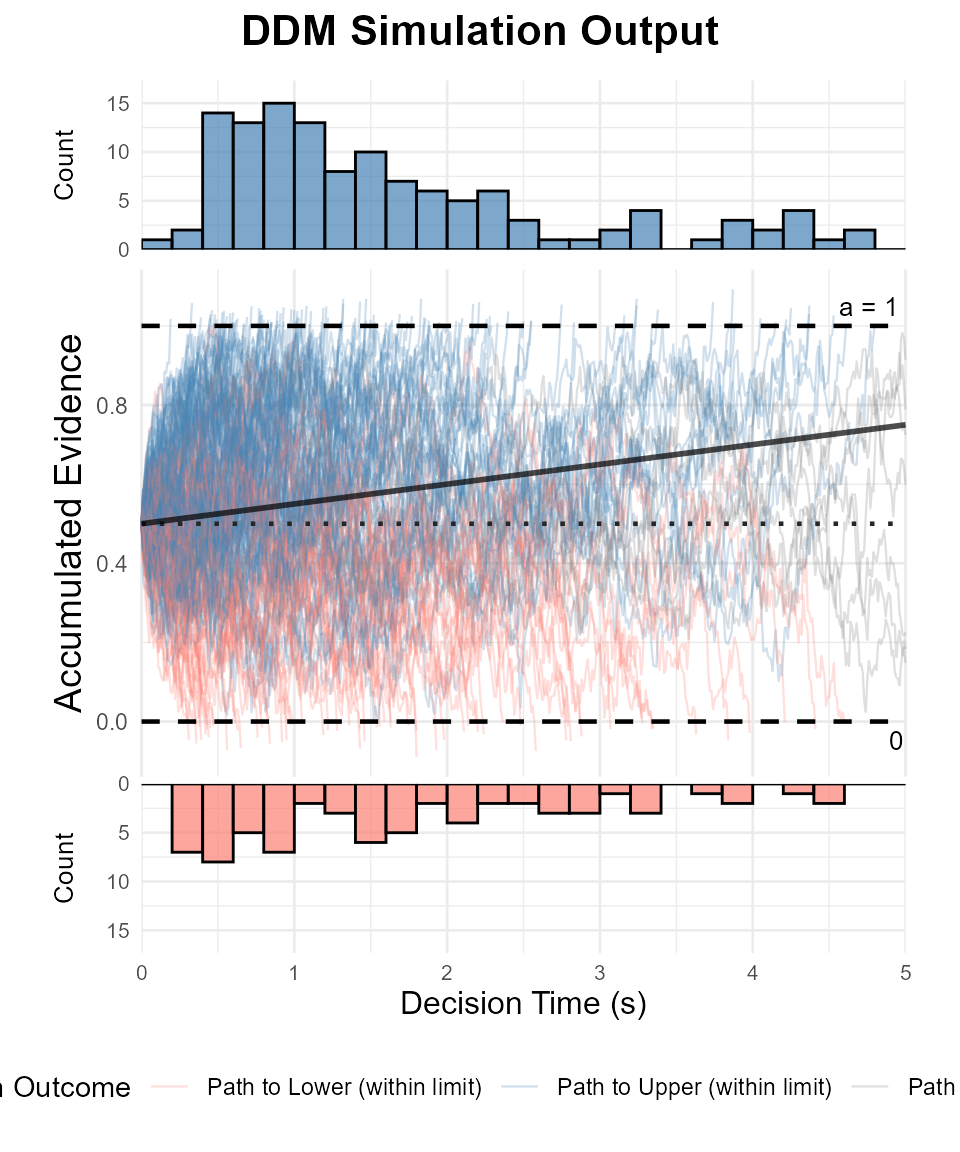 DDM Simulation Output
Count
15
10
5
0
Accumulated Evidence
a = 1
0.8
0.4
0.0
0
Count
0
5
10
15
0 1 2 3 4 5
Decision Time (s)
n Outcome Path to Lower (within limit) Path to Upper (within limit) Path